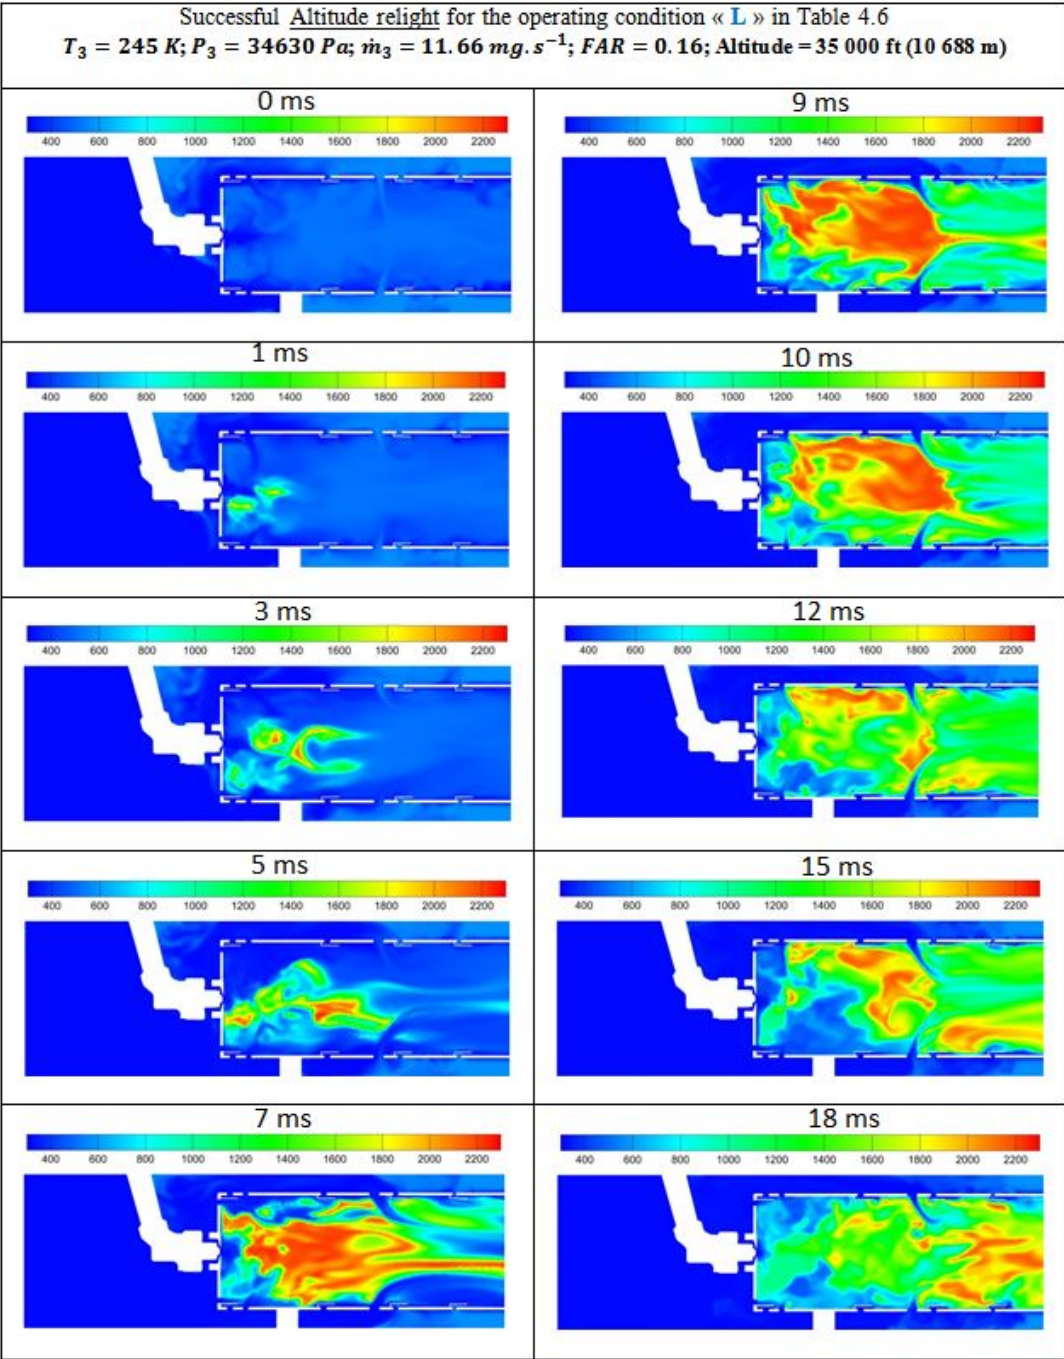 Successful Altitude relight for the operating condition « L » in Table 4.6
T₃ = 245 K; P₃ = 34630 Pa; ṁ₃ = 11.66 mg.s⁻¹; FAR = 0.16; Altitude = 35 000 ft (10 688 m)
0 ms
400 600 800 1000 1200 1400 1600 1800 2000 2200
9 ms
400 600 800 1000 1200 1400 1600 1800 2000 2200
1 ms
400 600 800 1000 1200 1400 1600 1800 2000 2200
10 ms
400 600 800 1000 1200 1400 1600 1800 2000 2200
3 ms
400 600 800 1000 1200 1400 1600 1800 2000 2200
12 ms
400 600 800 1000 1200 1400 1600 1800 2000 2200
5 ms
400 600 800 1000 1200 1400 1600 1800 2000 2200
15 ms
400 600 800 1000 1200 1400 1600 1800 2000 2200
7 ms
400 600 800 1000 1200 1400 1600 1800 2000 2200
18 ms
400 600 800 1000 1200 1400 1600 1800 2000 2200